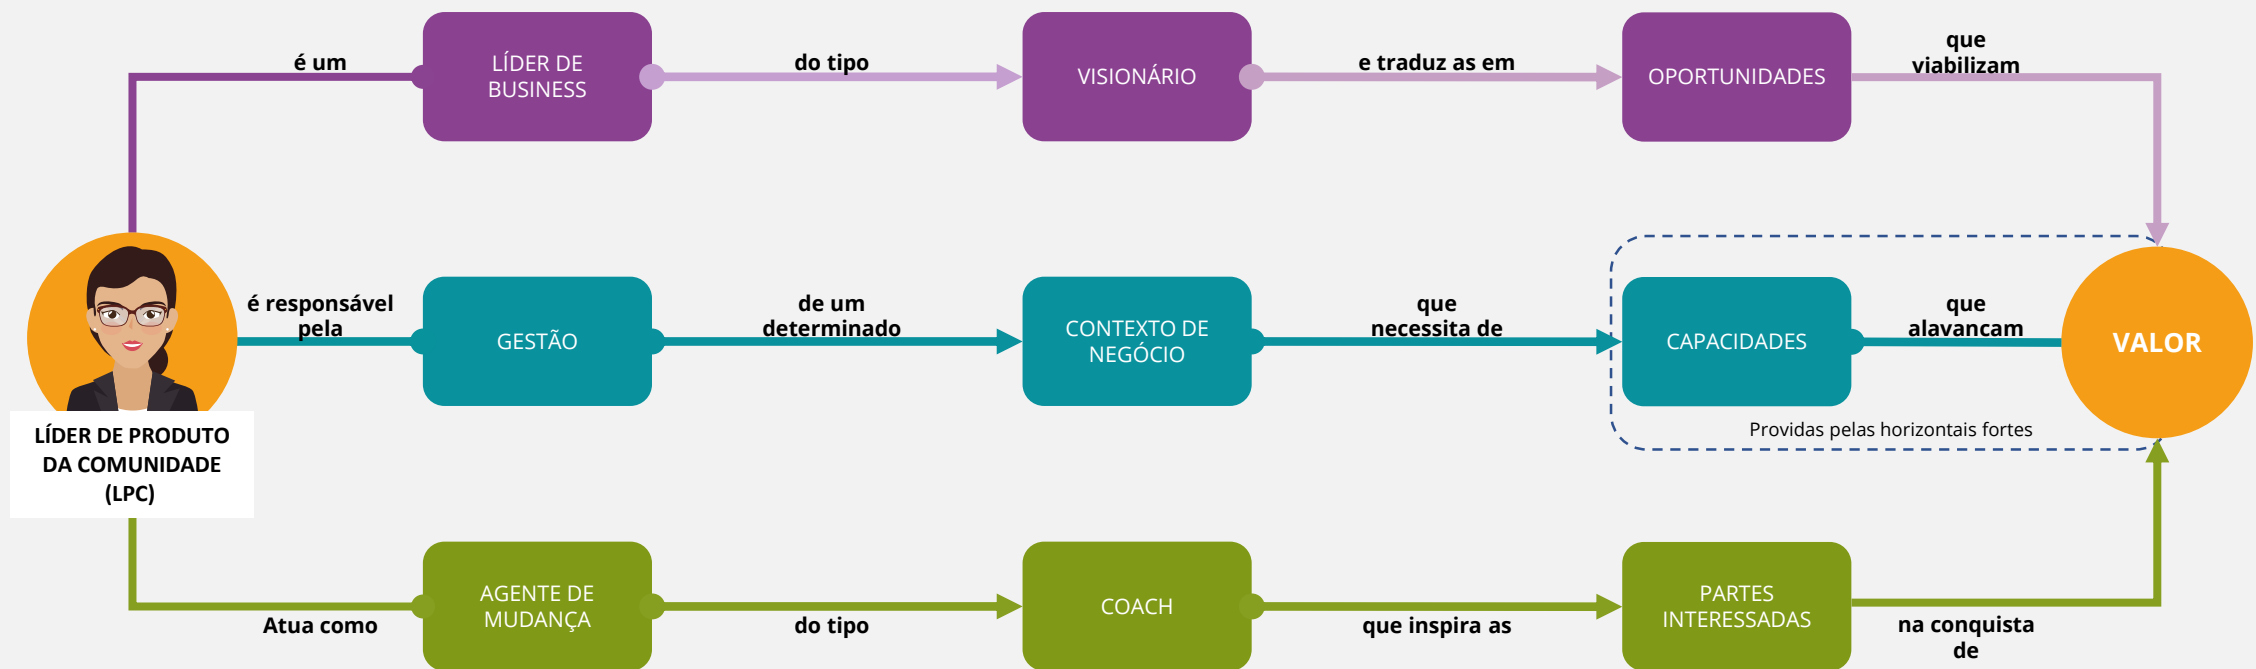 é um
LÍDER DE
BUSINESS
do tipo
VISIONÁRIO
e traduz as em
OPORTUNIDADES
que
viabilizam
é responsável
pela
GESTÃO
de um
determinado
CONTEXTO DE
NEGÓCIO
que
necessita de
CAPACIDADES
que
alavancam
VALOR
Providas pelas horizontais fortes
LÍDER DE PRODUTO
DA COMUNIDADE
(LPC)
Atua como
AGENTE DE
MUDANÇA
do tipo
COACH
que inspira as
PARTES
INTERESSADAS
na conquista
de